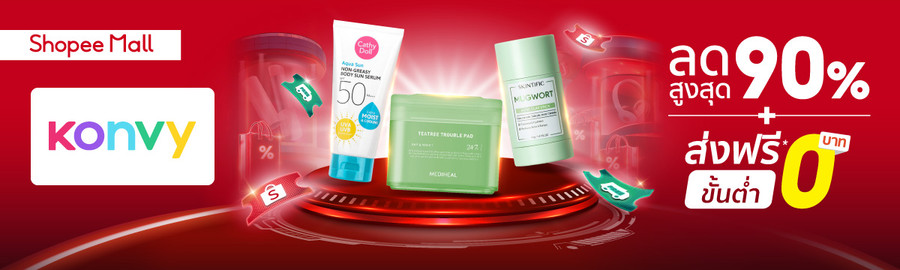 Shopee Mall
KONVY
Cathy
Doll
Aqua Sun
NON-GREASY
BODY SUN SERUM
SPF
50
MOIST
TEATREE TROUBLE PAD
MEDIHEAL
SKINTIFIC
MUGWORT
ลด
สูงสุด
90%
+
ส่งฟรี*
ขั้นต่ำ
0
บาท